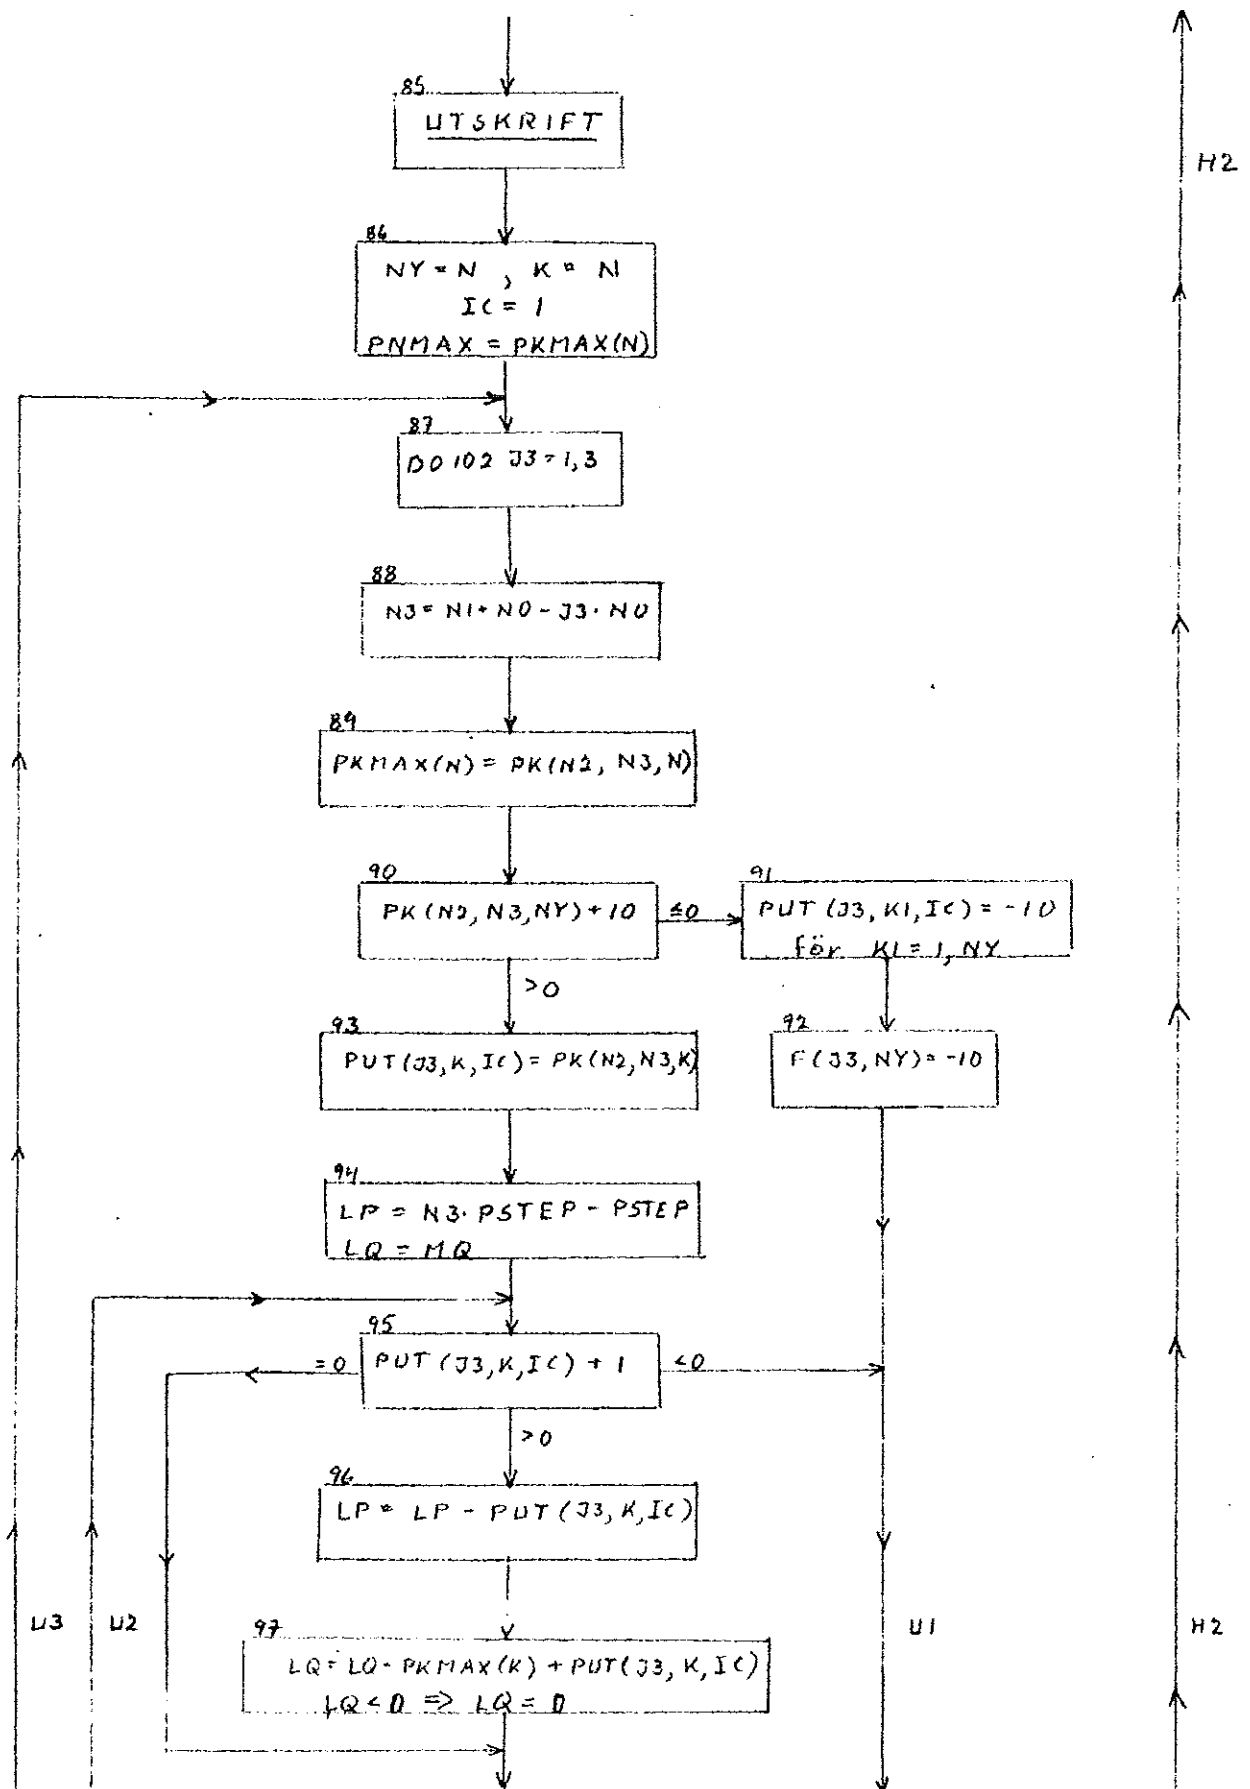 85
UTSKRIFT
H2
86
NY = N , K = N
IC = 1
PNMAX = PKMAX(N)
87
DO 102 J3 = 1,3
88
N3 = N1 + N0 - J3 · N0
89
PKMAX(N) = PK(N2, N3, N)
90
PK(N2, N3, NY) + 10
≤0
91
PUT (J3, K1, IC) = -10
för K1 = 1, NY
>0
92
F(J3, NY) = -10
93
PUT(J3, K, IC) = PK(N2, N3, K)
94
LP = N3 · PSTEP - PSTEP
LQ = MQ
95
=0
PUT (J3, K, IC) + 1
<0
>0
96
LP = LP - PUT (J3, K, IC)
U3
U2
U1
H2
97
LQ = LQ - PKMAX(K) + PUT(J3, K, IC)
LQ < 0 => LQ = 0